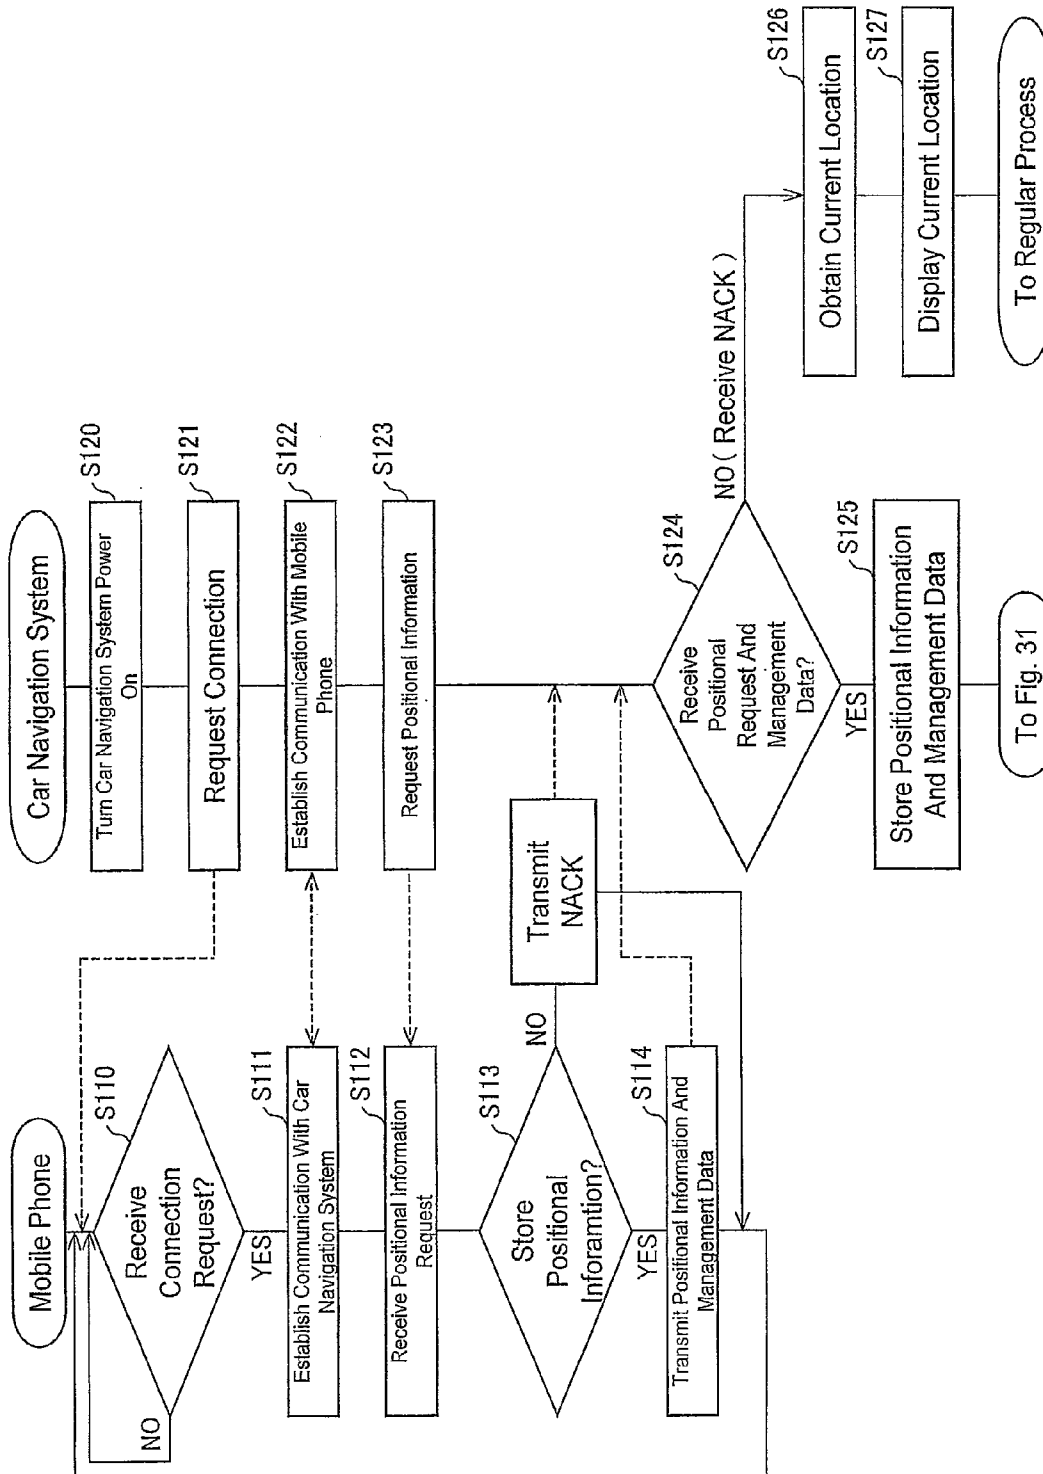 Mobile Phone
S110
Receive
Connection
Request?
NO
YES
S111
Establish Communication With Car
Navigation System
S112
Receive Positional Information
Request
S113
Store
Positional
Inforamtion?
NO
YES
Transmit
NACK
S114
Transmit Positional Information And
Management Data
Car Navigation System
S120
Turn Car Navigation System Power
On
S121
Request Connection
S122
Establish Communication With Mobile
Phone
S123
Request Positional Information
S124
Receive
Positional
Request And
Management
Data?
NO ( Receive NACK )
YES
S125
Store Positional Information
And Management Data
To Fig. 31
S126
Obtain Current Location
S127
Display Current Location
To Regular Process